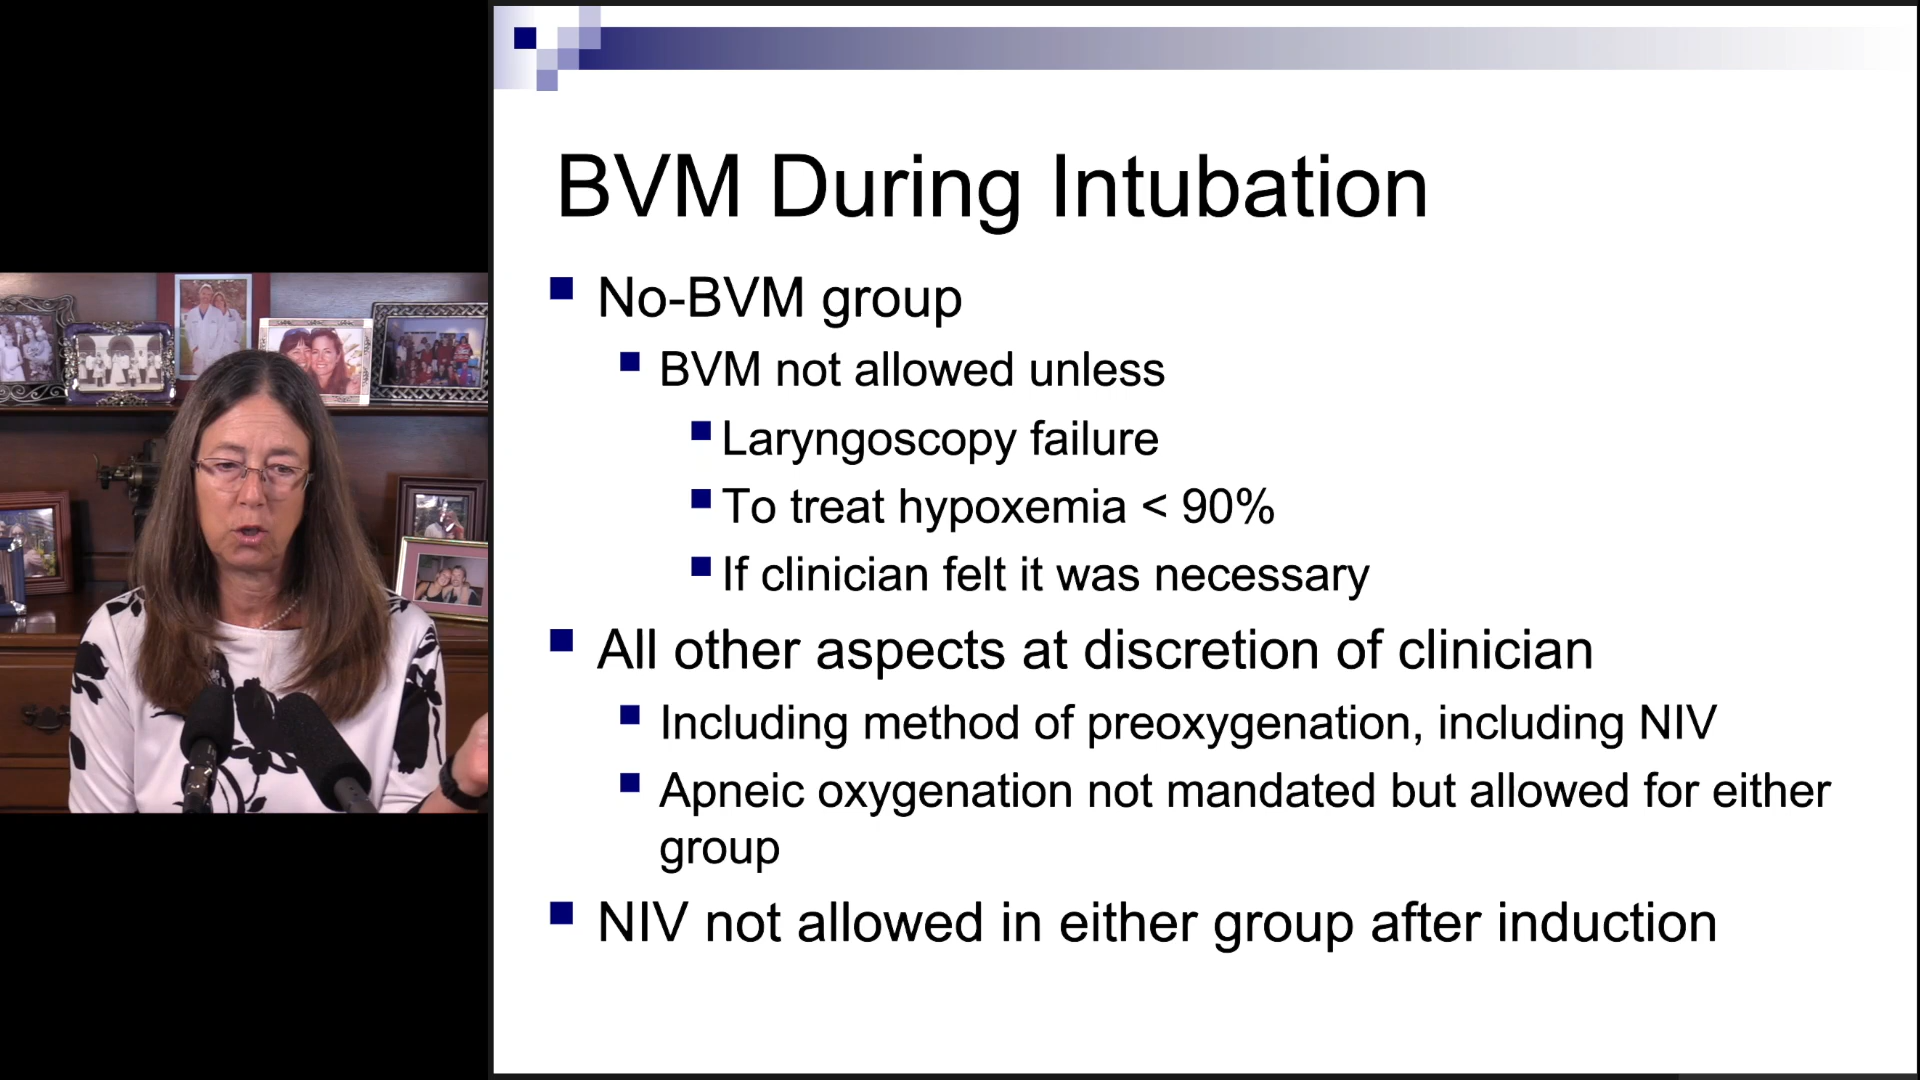 BVM During Intubation
No-BVM group
BVM not allowed unless
Laryngoscopy failure
To treat hypoxemia < 90%
If clinician felt it was necessary
All other aspects at discretion of clinician
Including method of preoxygenation, including NIV
Apneic oxygenation not mandated but allowed for either
group
NIV not allowed in either group after induction